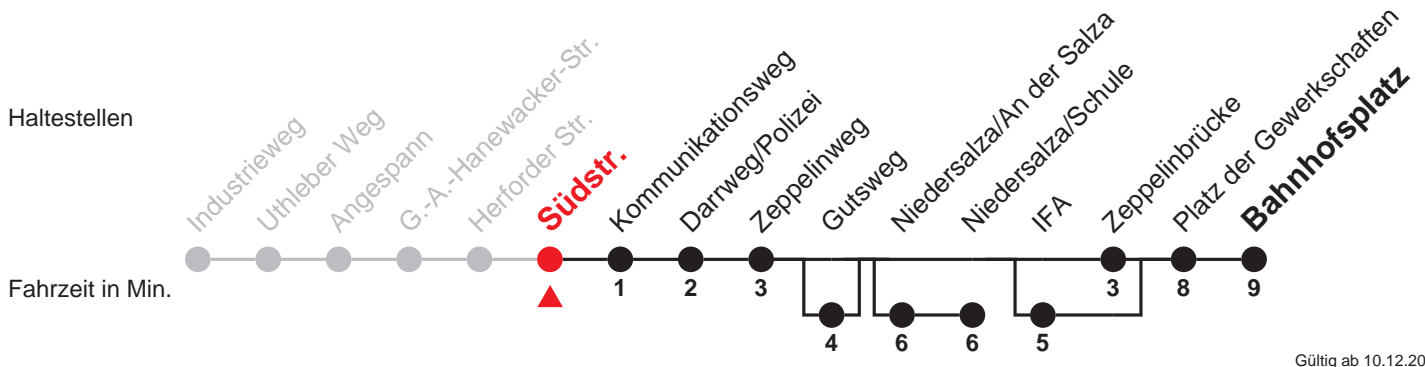 Haltestellen
Industrieweg
Uthleber Weg
Angespann
G.-A.-Hanewacker-Str.
Herforder Str.
Südstr.
Kommunikationsweg
Darrweg/Polizei
Zeppelinweg
Gutsweg
Niedersalza/An der Salza
Niedersalza/Schule
IFA
Zeppelinbrücke
Platz der Gewerkschaften
Bahnhofsplatz
Fahrzeit in Min.
1 2 3 3 8 9
4 6 6 5
Gültig ab 10.12.20